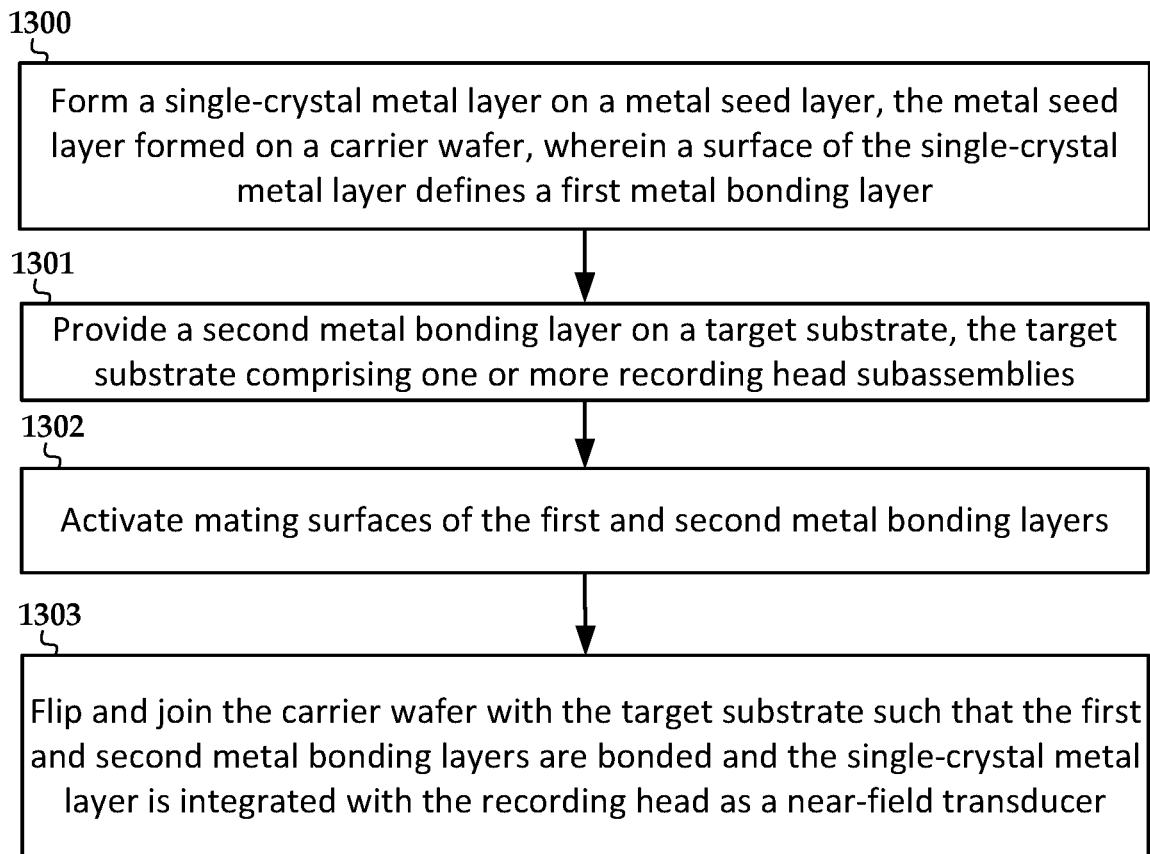 1300
Form a single-crystal metal layer on a metal seed layer, the metal seed
layer formed on a carrier wafer, wherein a surface of the single-crystal
metal layer defines a first metal bonding layer
1301
Provide a second metal bonding layer on a target substrate, the target
substrate comprising one or more recording head subassemblies
1302
Activate mating surfaces of the first and second metal bonding layers
1303
Flip and join the carrier wafer with the target substrate such that the first
and second metal bonding layers are bonded and the single-crystal metal
layer is integrated with the recording head as a near-field transducer